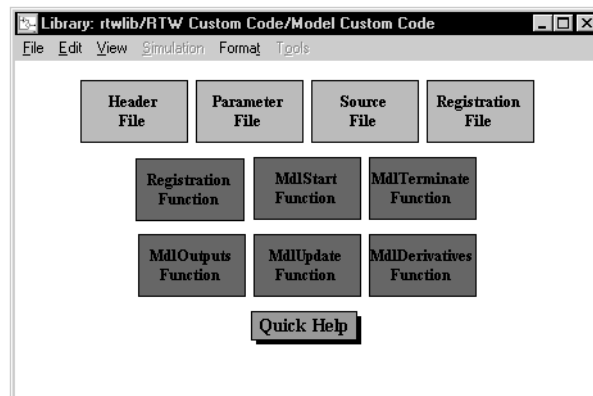 Library: rtwlib/RTW Custom Code/Model Custom Code
File Edit View Simulation Format Tools
Header File
Parameter File
Source File
Registration File
Registration Function
MdlStart Function
MdlTerminate Function
MdlOutputs Function
MdlUpdate Function
MdlDerivatives Function
Quick Help